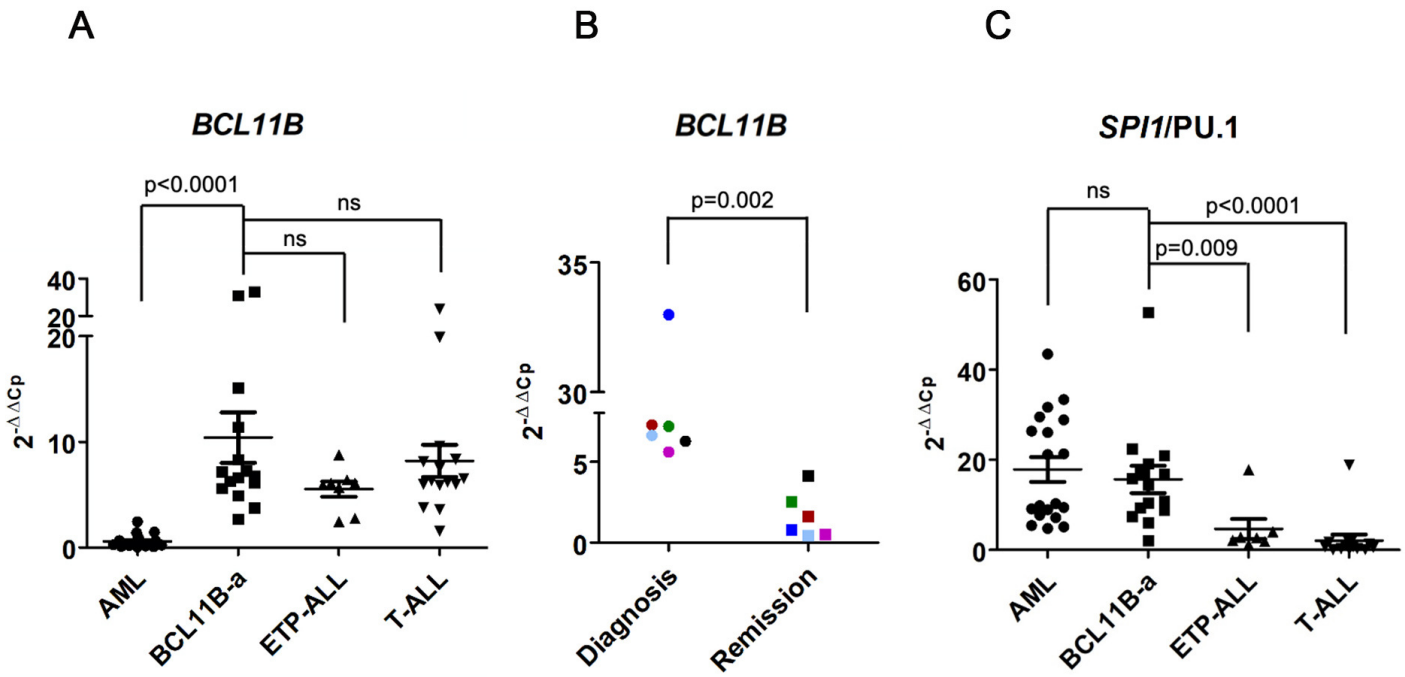 A
BCL11B
p<0.0001
ns
ns
40
20
20
10
0
2-ΔΔCp
AML
BCL11B-a
ETP-ALL
T-ALL
B
BCL11B
p=0.002
35
30
5
0
2-ΔΔCp
Diagnosis
Remission
C
SPI1/PU.1
ns
p<0.0001
p=0.009
60
40
20
0
2-ΔΔCp
AML
BCL11B-a
ETP-ALL
T-ALL